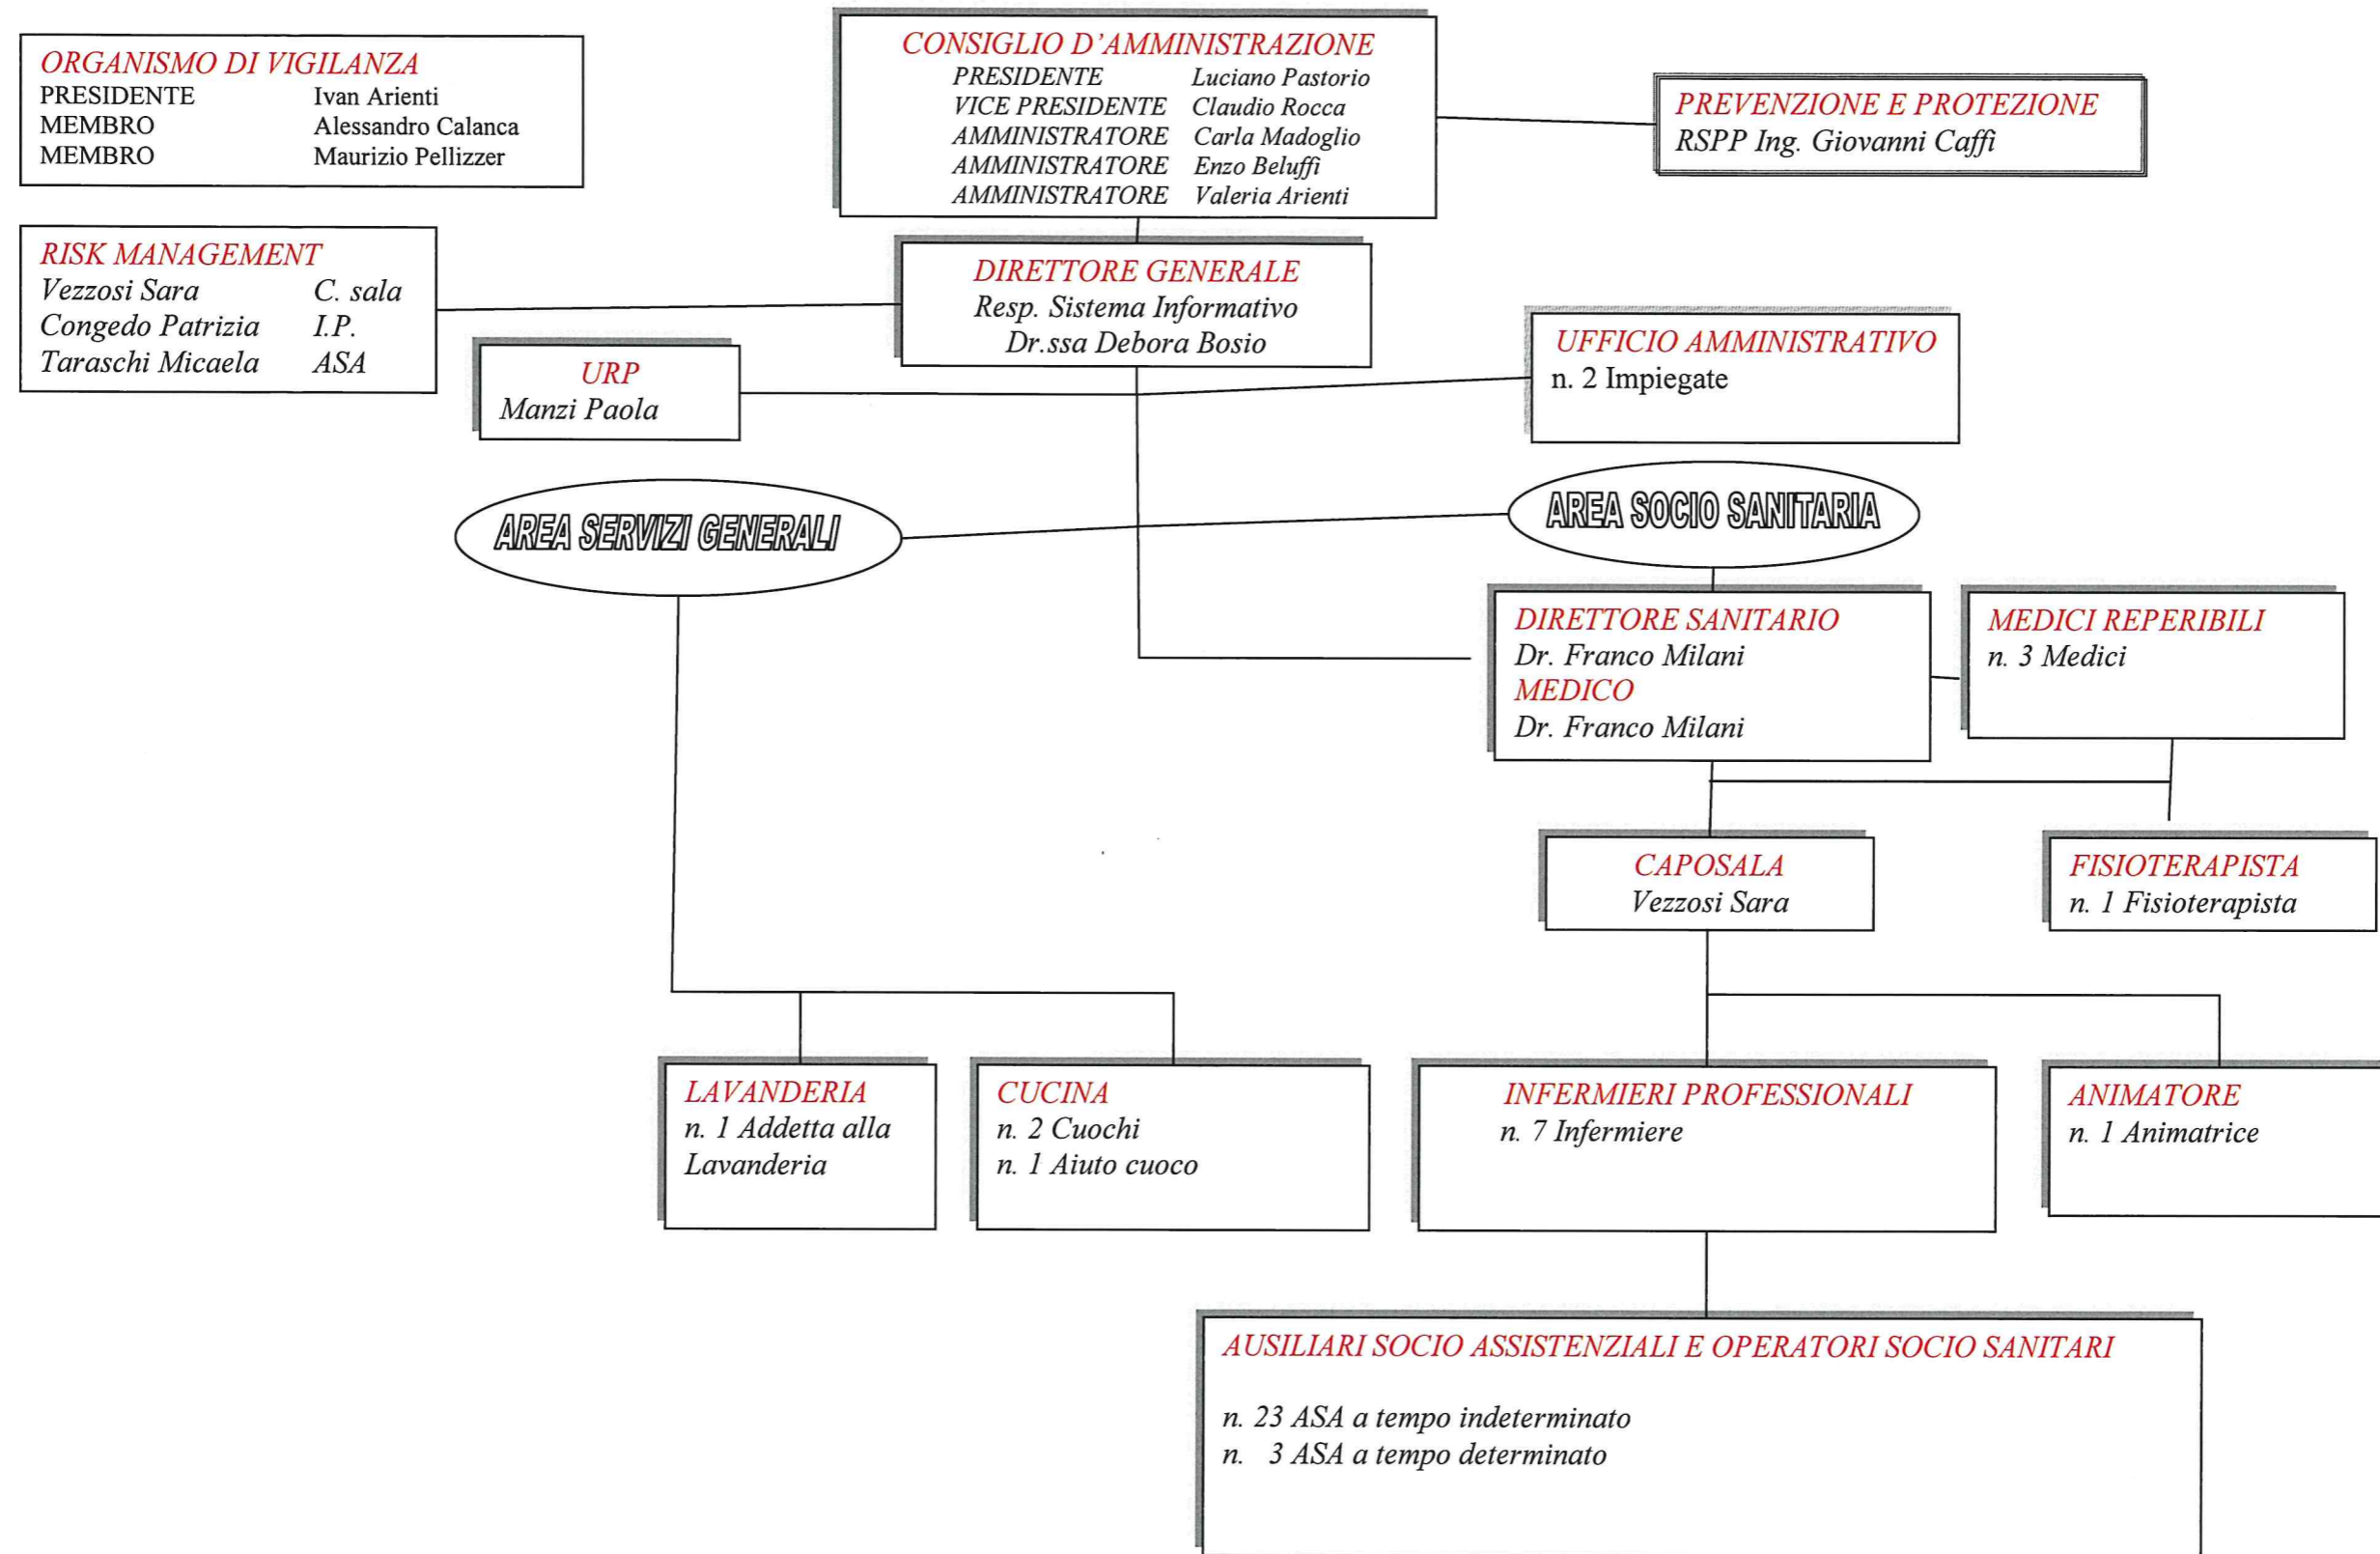 ORGANISMO DI VIGILANZA
PRESIDENTE Ivan Arienti
MEMBRO Alessandro Calanca
MEMBRO Maurizio Pellizzer
CONSIGLIO D'AMMINISTRAZIONE
PRESIDENTE Luciano Pastorio
VICE PRESIDENTE Claudio Rocca
AMMINISTRATORE Carla Madoglio
AMMINISTRATORE Enzo Beluffi
AMMINISTRATORE Valeria Arienti
PREVENZIONE E PROTEZIONE
RSPP Ing. Giovanni Caffi
RISK MANAGEMENT
Vezzosi Sara C. sala
Congedo Patrizia I.P.
Taraschi Micaela ASA
DIRETTORE GENERALE
Resp. Sistema Informativo
Dr.ssa Debora Bosio
URP
Manzi Paola
UFFICIO AMMINISTRATIVO
n. 2 Impiegate
AREA SERVIZI GENERALI
AREA SOCIO SANITARIA
DIRETTORE SANITARIO
Dr. Franco Milani
MEDICO
Dr. Franco Milani
MEDICI REPERIBILI
n. 3 Medici
CAPOSALA
Vezzosi Sara
FISIOTERAPISTA
n. 1 Fisioterapista
LAVANDERIA
n. 1 Addetta alla
Lavanderia
CUCINA
n. 2 Cuochi
n. 1 Aiuto cuoco
INFERMIERI PROFESSIONALI
n. 7 Infermiere
ANIMATORE
n. 1 Animatrice
AUSILIARI SOCIO ASSISTENZIALI E OPERATORI SOCIO SANITARI
n. 23 ASA a tempo indeterminato
n. 3 ASA a tempo determinato